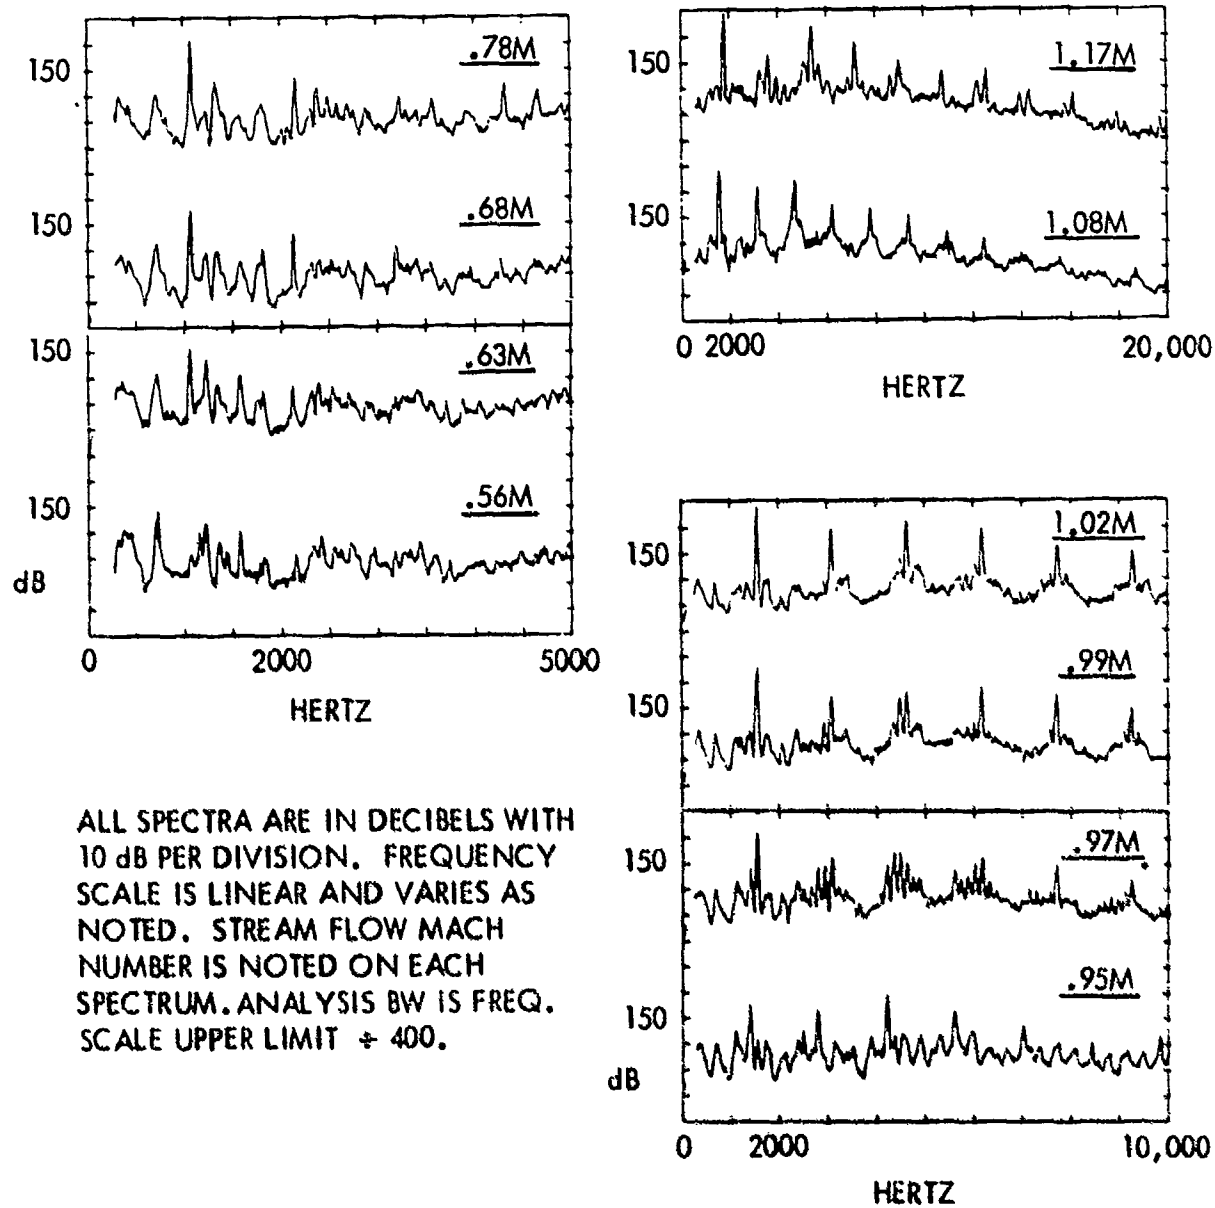 .78M
150
.68M
150
.63M
150
.56M
150
dB
0 2000 5000
HERTZ
1.17M
150
1.08M
150
0 2000 20,000
HERTZ
1.02M
150
.99M
150
.97M
150
.95M
150
dB
0 2000 10,000
HERTZ
ALL SPECTRA ARE IN DECIBELS WITH
10 dB PER DIVISION. FREQUENCY
SCALE IS LINEAR AND VARIES AS
NOTED. STREAM FLOW MACH
NUMBER IS NOTED ON EACH
SPECTRUM. ANALYSIS BW IS FREQ.
SCALE UPPER LIMIT ÷ 400.